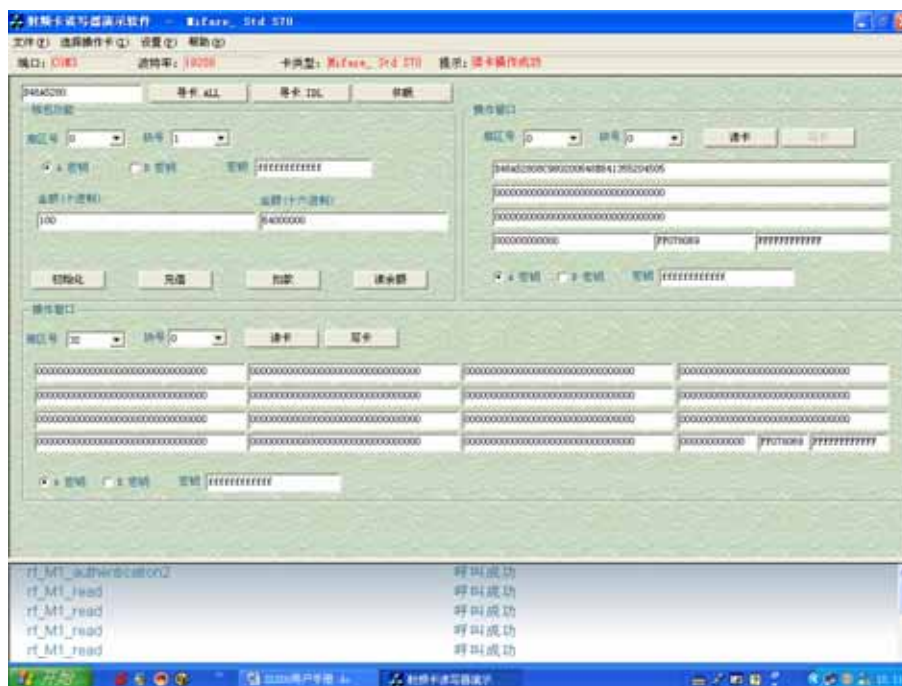 射频卡读写器演示软件 - Mifare_ Std S70
文件(F) 选择操作卡(Q) 设置(Z) 帮助(Q)
端口: COM3 波特率: 19200 卡类型: Mifare_ Std S70 提示: 读卡操作成功
寻卡 ALL 寻卡 IDL 休眠
钱包功能
扇区号 0 块号 1
A 密钥 B 密钥 密钥 ffffffffffff
金额(十进制) 金额(十六进制)
100 64000000
初始化 充值 扣款 读余额
操作窗口
扇区号 0 块号 0 读卡 写卡
00000000000000000000000000000000
00000000000000000000000000000000
000000000000 FF078069 FFFFFFFFFFFF
A 密钥 B 密钥 密钥 ffffffffffff
操作窗口
扇区号 32 块号 0 读卡 写卡
00000000000000000000000000000000 00000000000000000000000000000000 00000000000000000000000000000000 00000000000000000000000000000000
00000000000000000000000000000000 00000000000000000000000000000000 00000000000000000000000000000000 00000000000000000000000000000000
00000000000000000000000000000000 00000000000000000000000000000000 00000000000000000000000000000000 00000000000000000000000000000000
00000000000000000000000000000000 00000000000000000000000000000000 00000000000000000000000000000000 000000000000 FF078069 FFFFFFFFFFFF
A 密钥 B 密钥 密钥 ffffffffffff
rf_M1_authentication2 呼叫成功
rf_M1_read 呼叫成功
rf_M1_read 呼叫成功
rf_M1_read 呼叫成功
rf_M1_read 呼叫成功
开始 用户手册 射频卡读写器演示